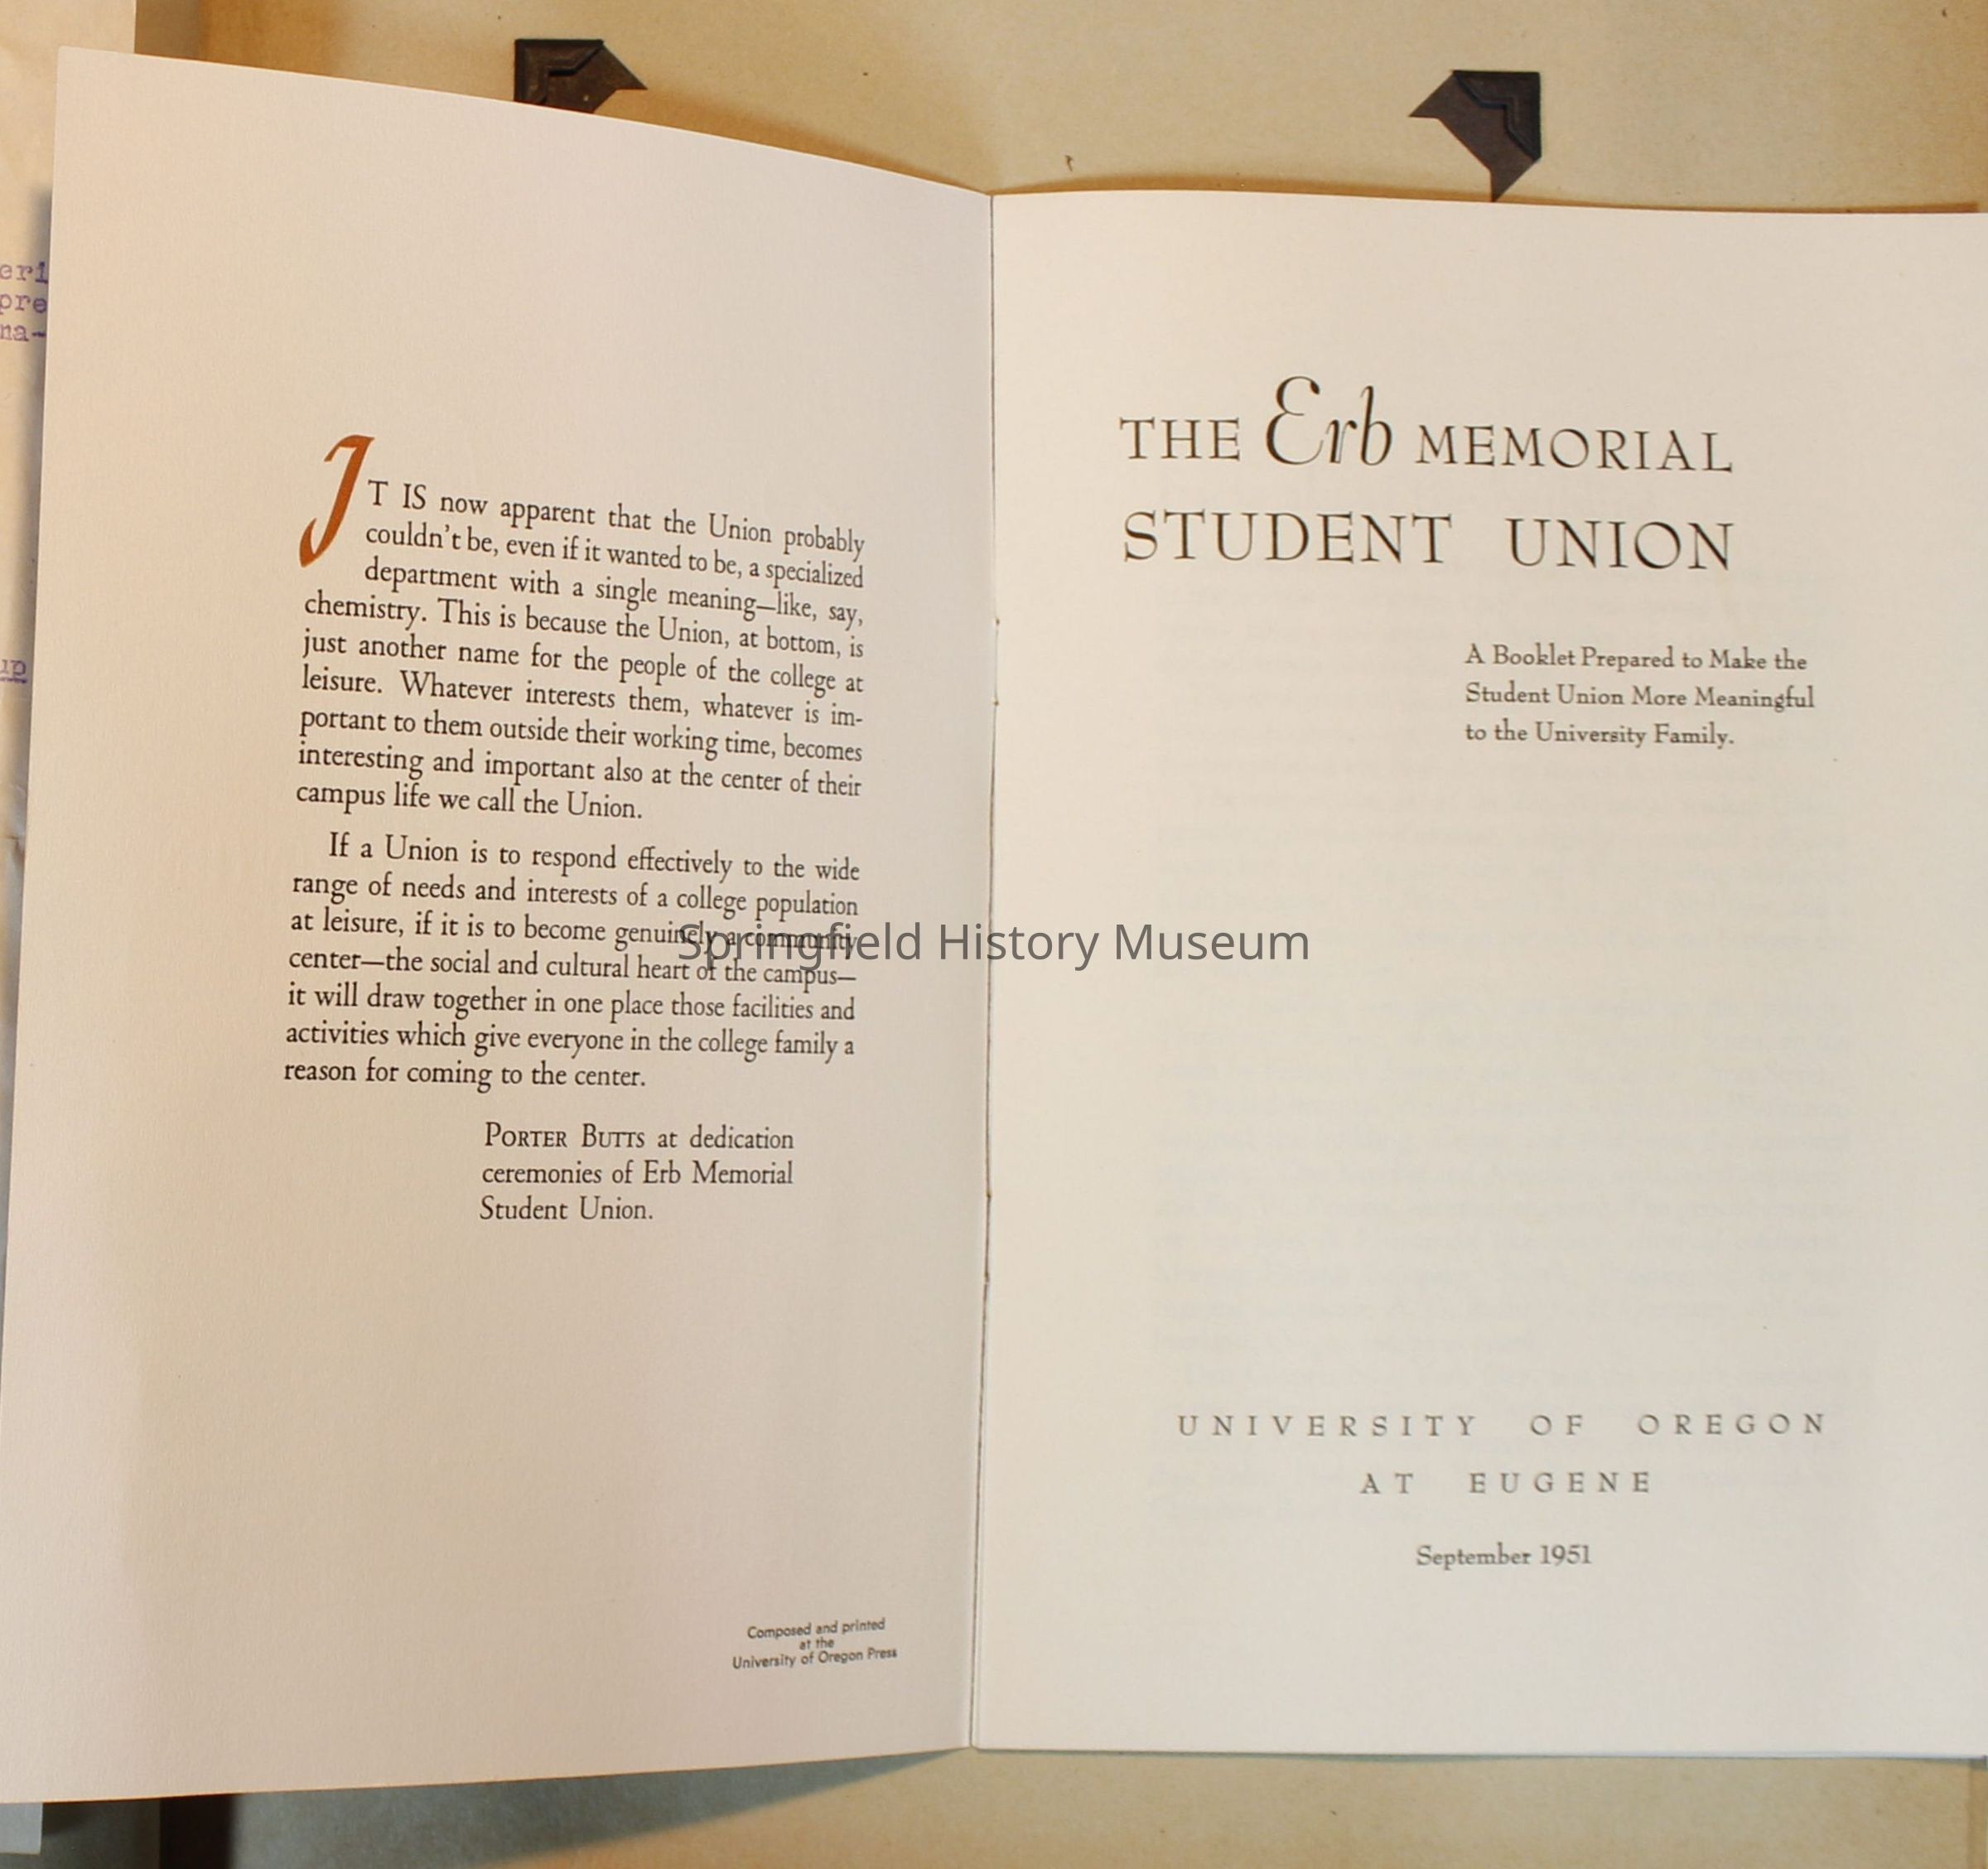 eri
pre
na-
up
IT IS now apparent that the Union probably
couldn't be, even if it wanted to be, a specialized
department with a single meaning—like, say,
chemistry. This is because the Union, at bottom, is
just another name for the people of the college at
leisure. Whatever interests them, whatever is im-
portant to them outside their working time, becomes
interesting and important also at the center of their
campus life we call the Union.
If a Union is to respond effectively to the wide
range of needs and interests of a college population
at leisure, if it is to become genuinely a community
center—the social and cultural heart of the campus—
it will draw together in one place those facilities and
activities which give everyone in the college family a
reason for coming to the center.
PORTER BUTTS at dedication
ceremonies of Erb Memorial
Student Union.
Composed and printed
at the
University of Oregon Press
THE Erb MEMORIAL
STUDENT UNION
A Booklet Prepared to Make the
Student Union More Meaningful
to the University Family.
UNIVERSITY OF OREGON
AT EUGENE
September 1951
Springfield History Museum